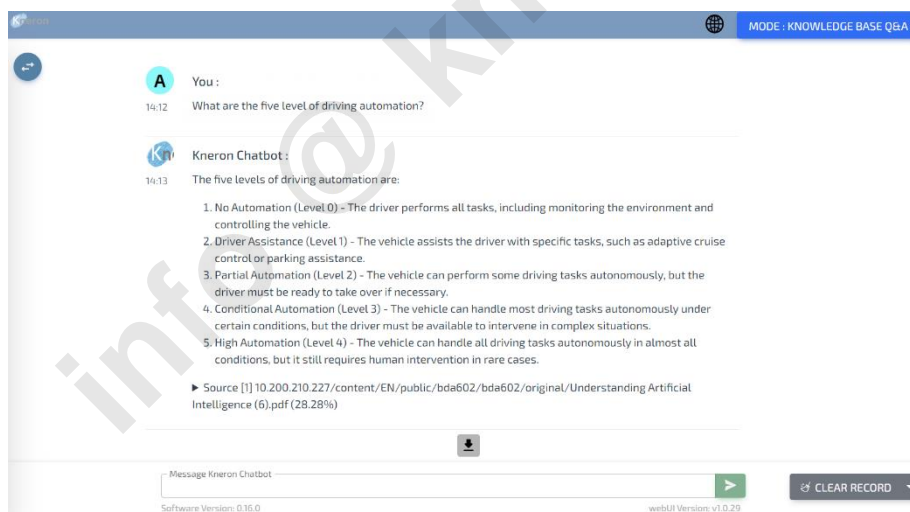 Kneron
MODE : KNOWLEDGE BASE Q&A
A
You :
14:12
What are the five level of driving automation?
Kn
Kneron Chatbot :
14:13
The five levels of driving automation are:
1. No Automation (Level 0) - The driver performs all tasks, including monitoring the environment and
controlling the vehicle.
2. Driver Assistance (Level 1) - The vehicle assists the driver with specific tasks, such as adaptive cruise
control or parking assistance.
3. Partial Automation (Level 2) - The vehicle can perform some driving tasks autonomously, but the
driver must be ready to take over if necessary.
4. Conditional Automation (Level 3) - The vehicle can handle most driving tasks autonomously under
certain conditions, but the driver must be available to intervene in complex situations.
5. High Automation (Level 4) - The vehicle can handle all driving tasks autonomously in almost all
conditions, but it still requires human intervention in rare cases.
▶ Source [1] 10.200.210.227/content/EN/public/bda602/bda602/original/Understanding Artificial
Intelligence (6).pdf (28.28%)
Message Kneron Chatbot
CLEAR RECORD
Software Version: 0.16.0
webUI Version: v1.0.29
info @ kn